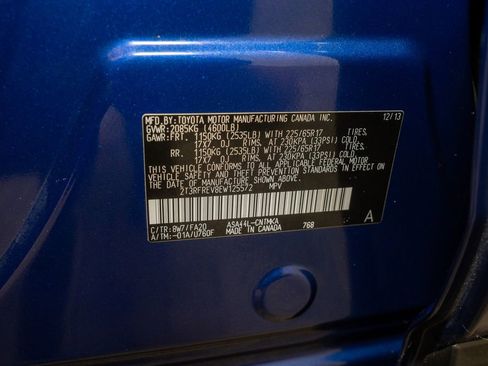 MFD.BY:TOYOTA MOTOR MANUFACTURING CANADA INC. 12/13
GVWR:2085KG (4600LB)
GAWR:FRT. 1150KG (2535LB) WITH 225/65R17 TIRES,
17X7 OJ RIMS, AT 230KPA (33PSI) COLD.
RR. 1150KG (2535LB) WITH 225/65R17 TIRES,
17X7 OJ RIMS, AT 230KPA (33PSI) COLD.
THIS VEHICLE CONFORMS TO ALL APPLICABLE FEDERAL MOTOR
VEHICLE SAFETY AND THEFT PREVENTION STANDARDS IN EFFECT ON
THE DATE OF MANUFACTURE SHOWN ABOVE.
2T3RFREV8EW125572 MPV
ASA44L-CNTMKA A
C/TR:8W7/FA20 768
A/TM:-01A/U760F MADE IN CANADA